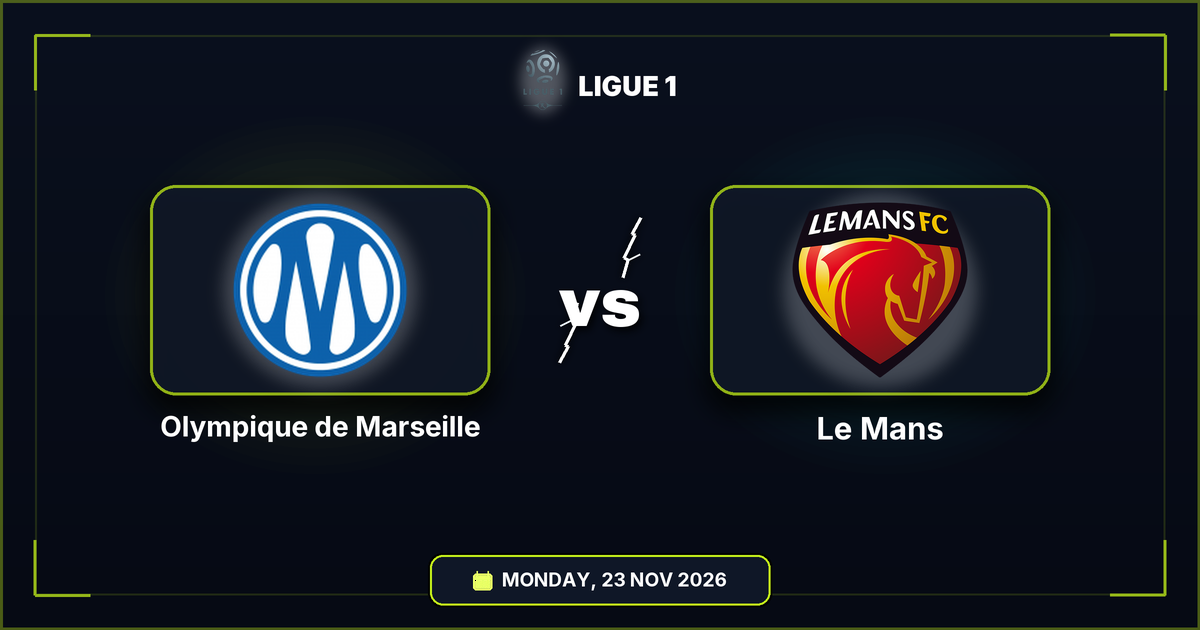 LIGUE 1
LEMANS FC
VS
Olympique de Marseille
Le Mans
MONDAY, 23 NOV 2026